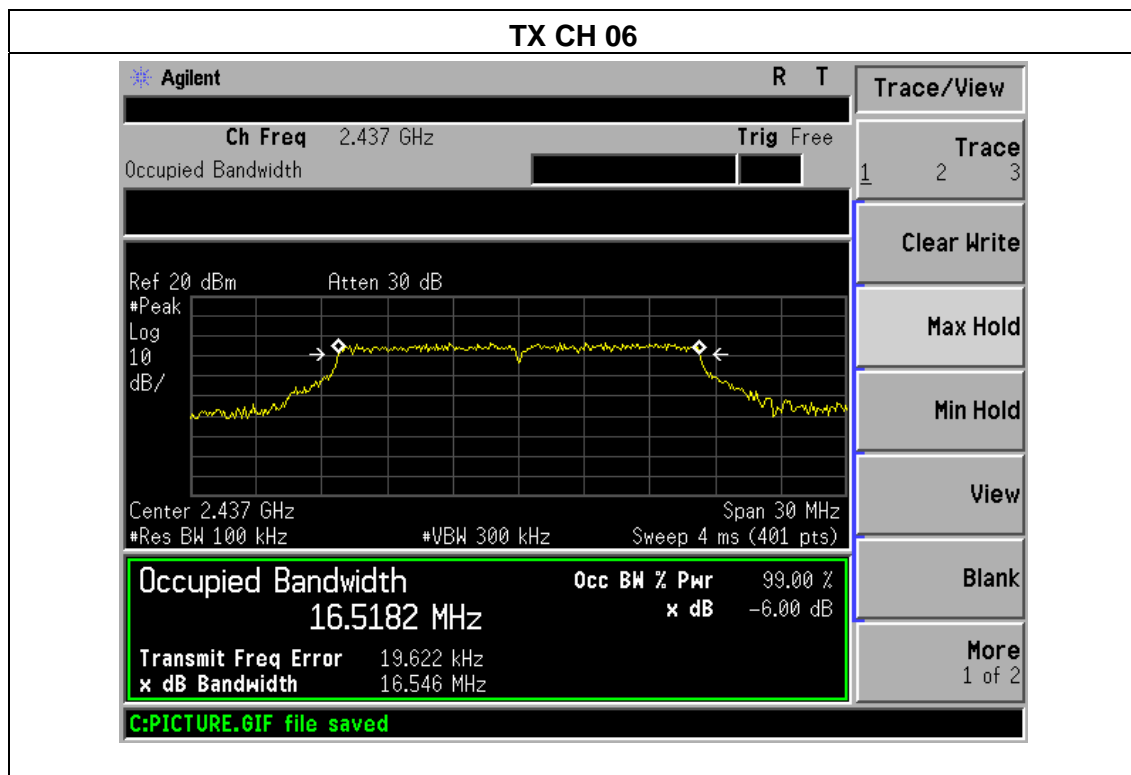 TX CH 06
Agilent R T
Trace/View
Ch Freq 2.437 GHz Trig Free
Occupied Bandwidth
Trace
1 2 3
Clear Write
Ref 20 dBm Atten 30 dB
#Peak
Log
10
dB/
Max Hold
Min Hold
View
Center 2.437 GHz Span 30 MHz
#Res BW 100 kHz #VBW 300 kHz Sweep 4 ms (401 pts)
Occupied Bandwidth Occ BW % Pwr 99.00 %
16.5182 MHz x dB -6.00 dB
Blank
Transmit Freq Error 19.622 kHz
x dB Bandwidth 16.546 MHz
More
1 of 2
C:PICTURE.GIF file saved